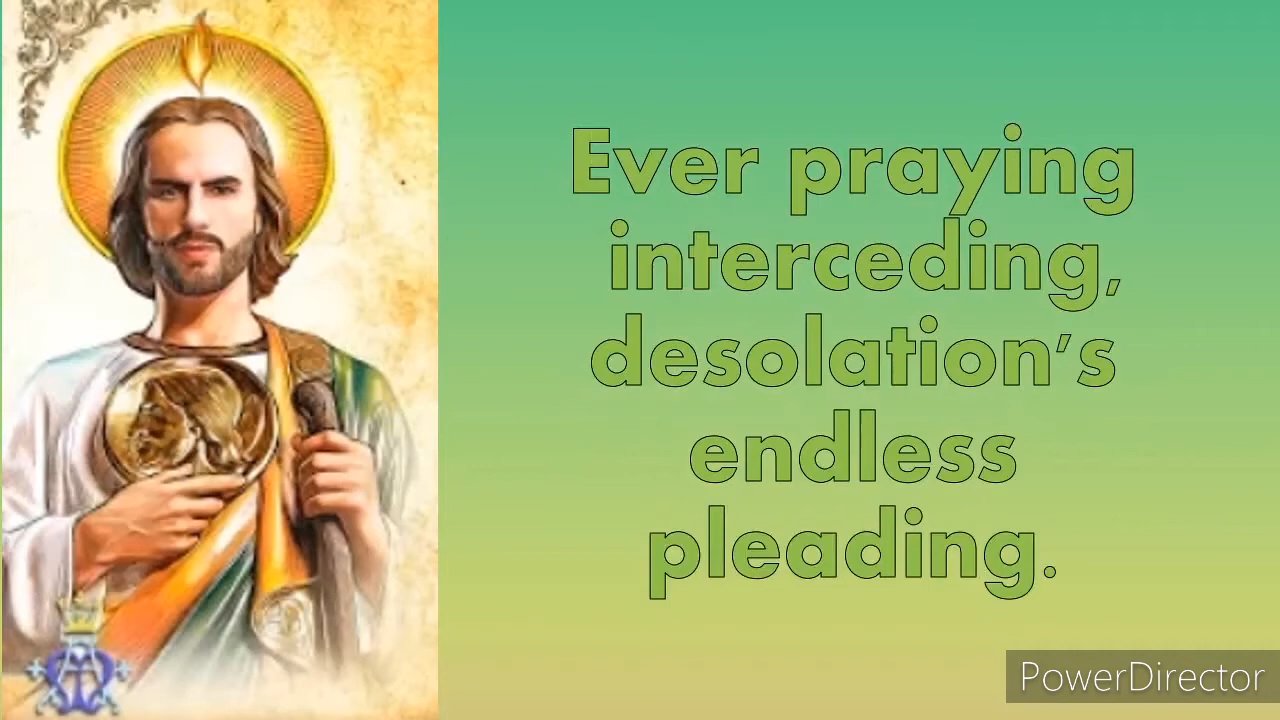 Ever praying
interceding,
desolation's
endless
pleading.
PowerDirector